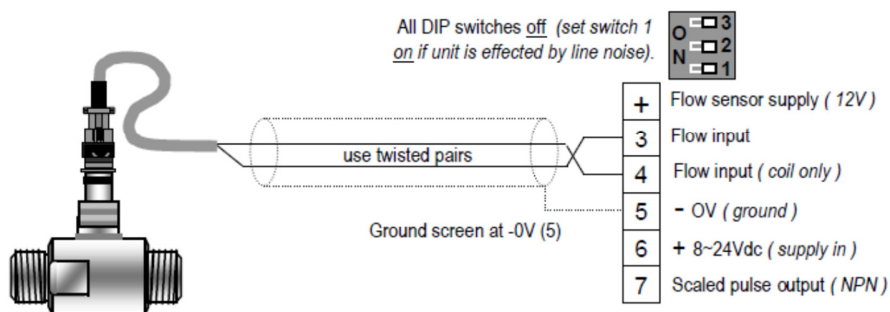 All DIP switches off (set switch 1
on if unit is effected by line noise).
O N
3
2
1
+ Flow sensor supply ( 12V )
3 Flow input
4 Flow input ( coil only )
5 - OV ( ground )
6 + 8~24Vdc ( supply in )
7 Scaled pulse output ( NPN )
use twisted pairs
Ground screen at -0V (5)